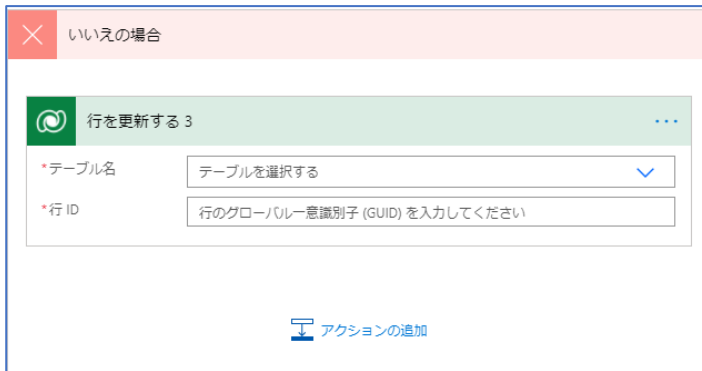 いいえの場合
行を更新する 3
*テーブル名
テーブルを選択する
*行 ID
行のグローバル一意識別子 (GUID) を入力してください
アクションの追加